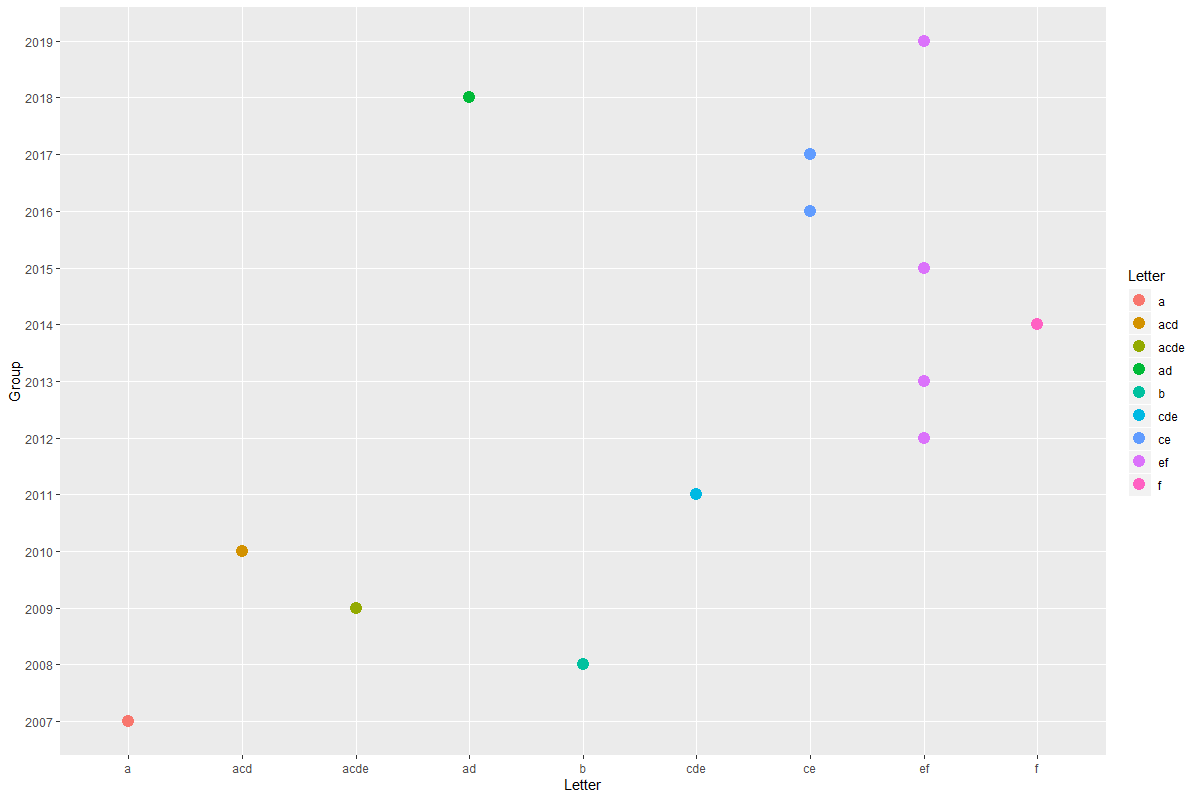 2019
2018
2017
2016
2015
2014
2013
2012
2011
2010
2009
2008
2007
Group
a acd acde ad b cde ce ef f
Letter
Letter
a
acd
acde
ad
b
cde
ce
ef
f